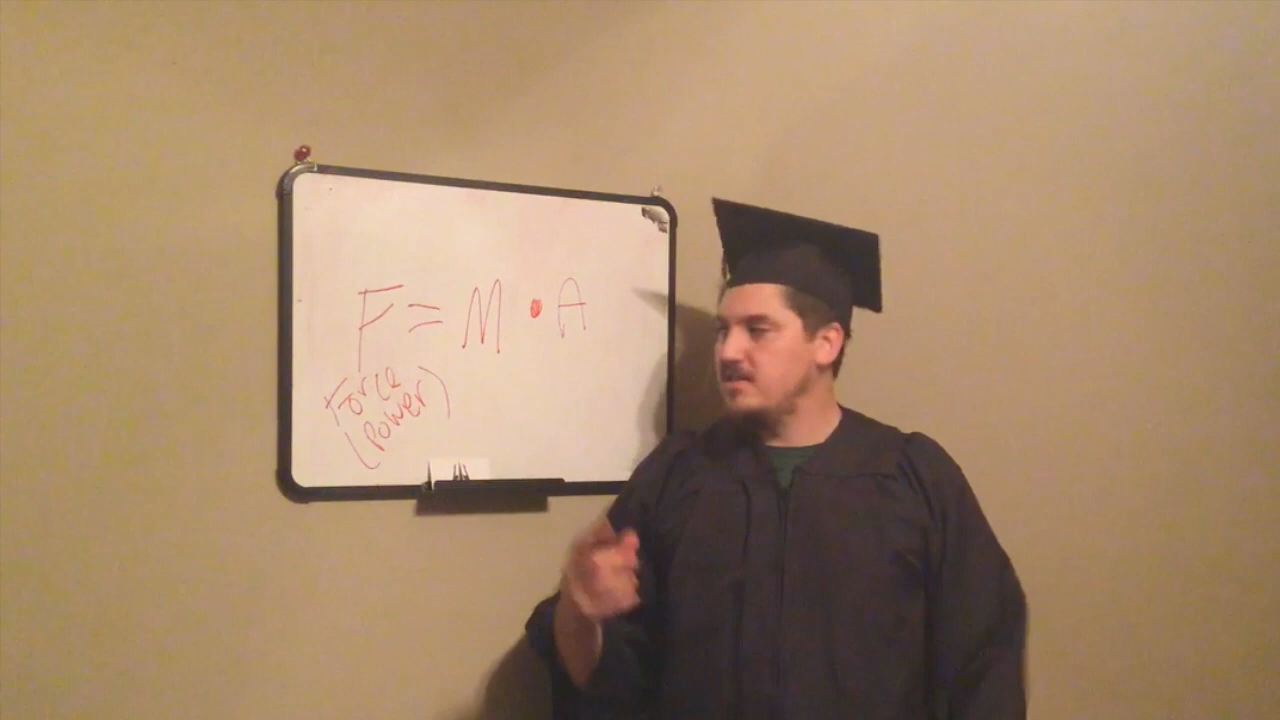 F = M • A
Force
(Power)